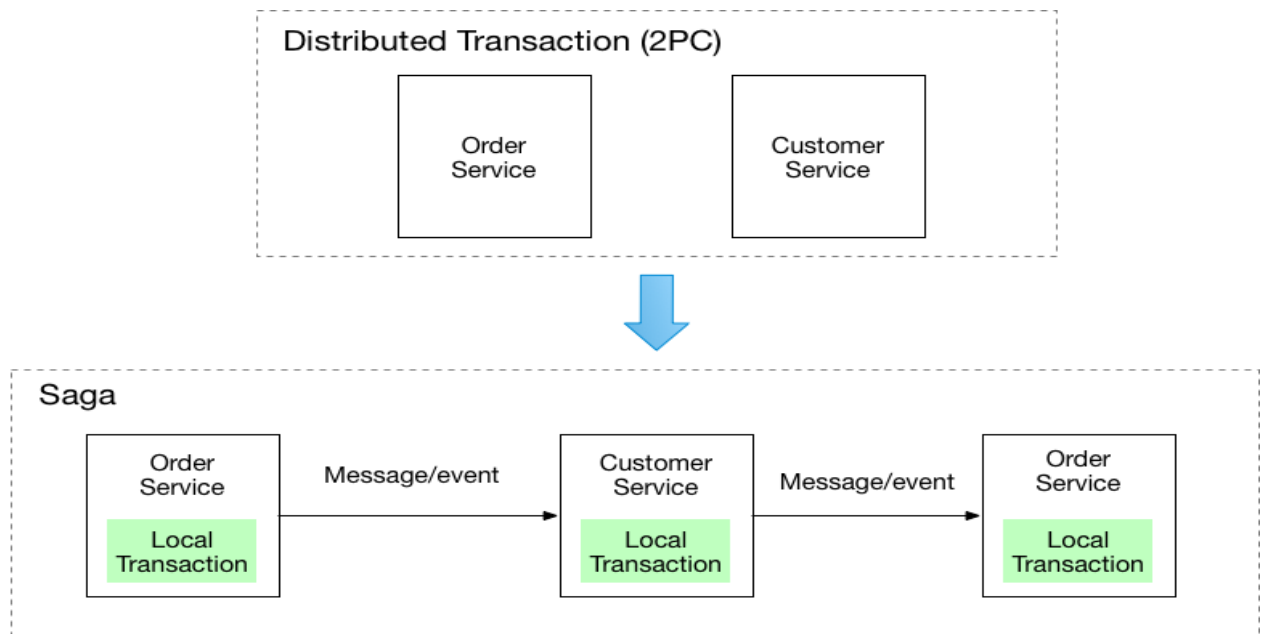 Distributed Transaction (2PC)
Order
Service
Customer
Service
Saga
Order
Service
Local
Transaction
Message/event
Customer
Service
Local
Transaction
Message/event
Order
Service
Local
Transaction